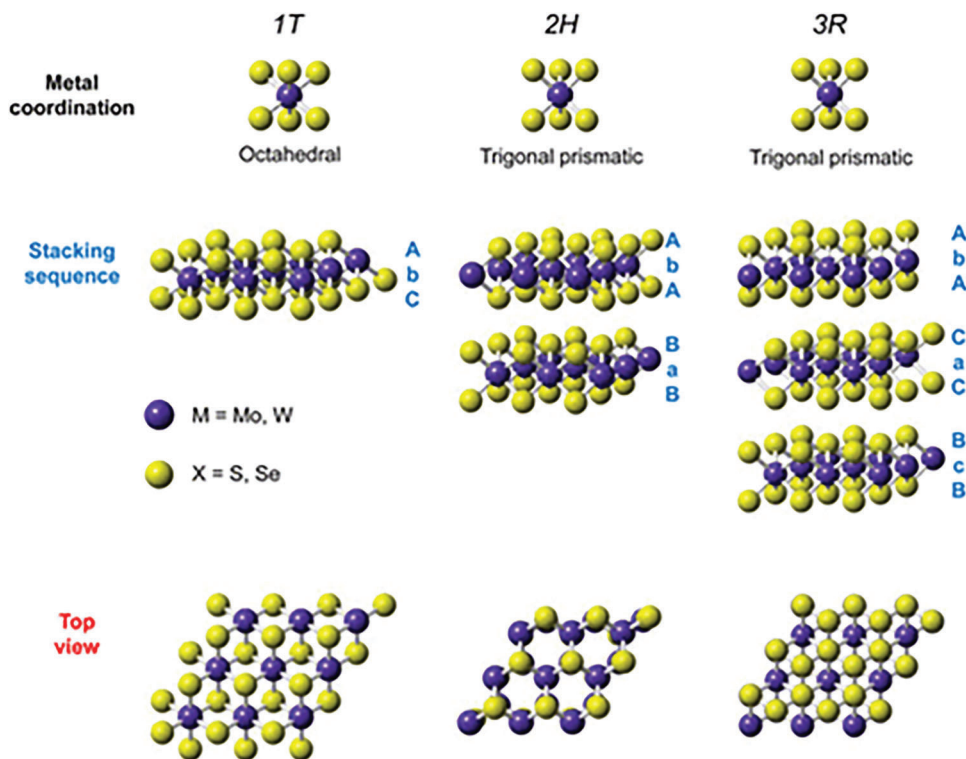 1T
2H
3R
Metal
coordination
Octahedral
Trigonal prismatic
Trigonal prismatic
Stacking
sequence
A
b
C
A
b
A
B
a
B
A
b
A
C
a
C
B
c
B
M = Mo, W
X = S, Se
Top
view